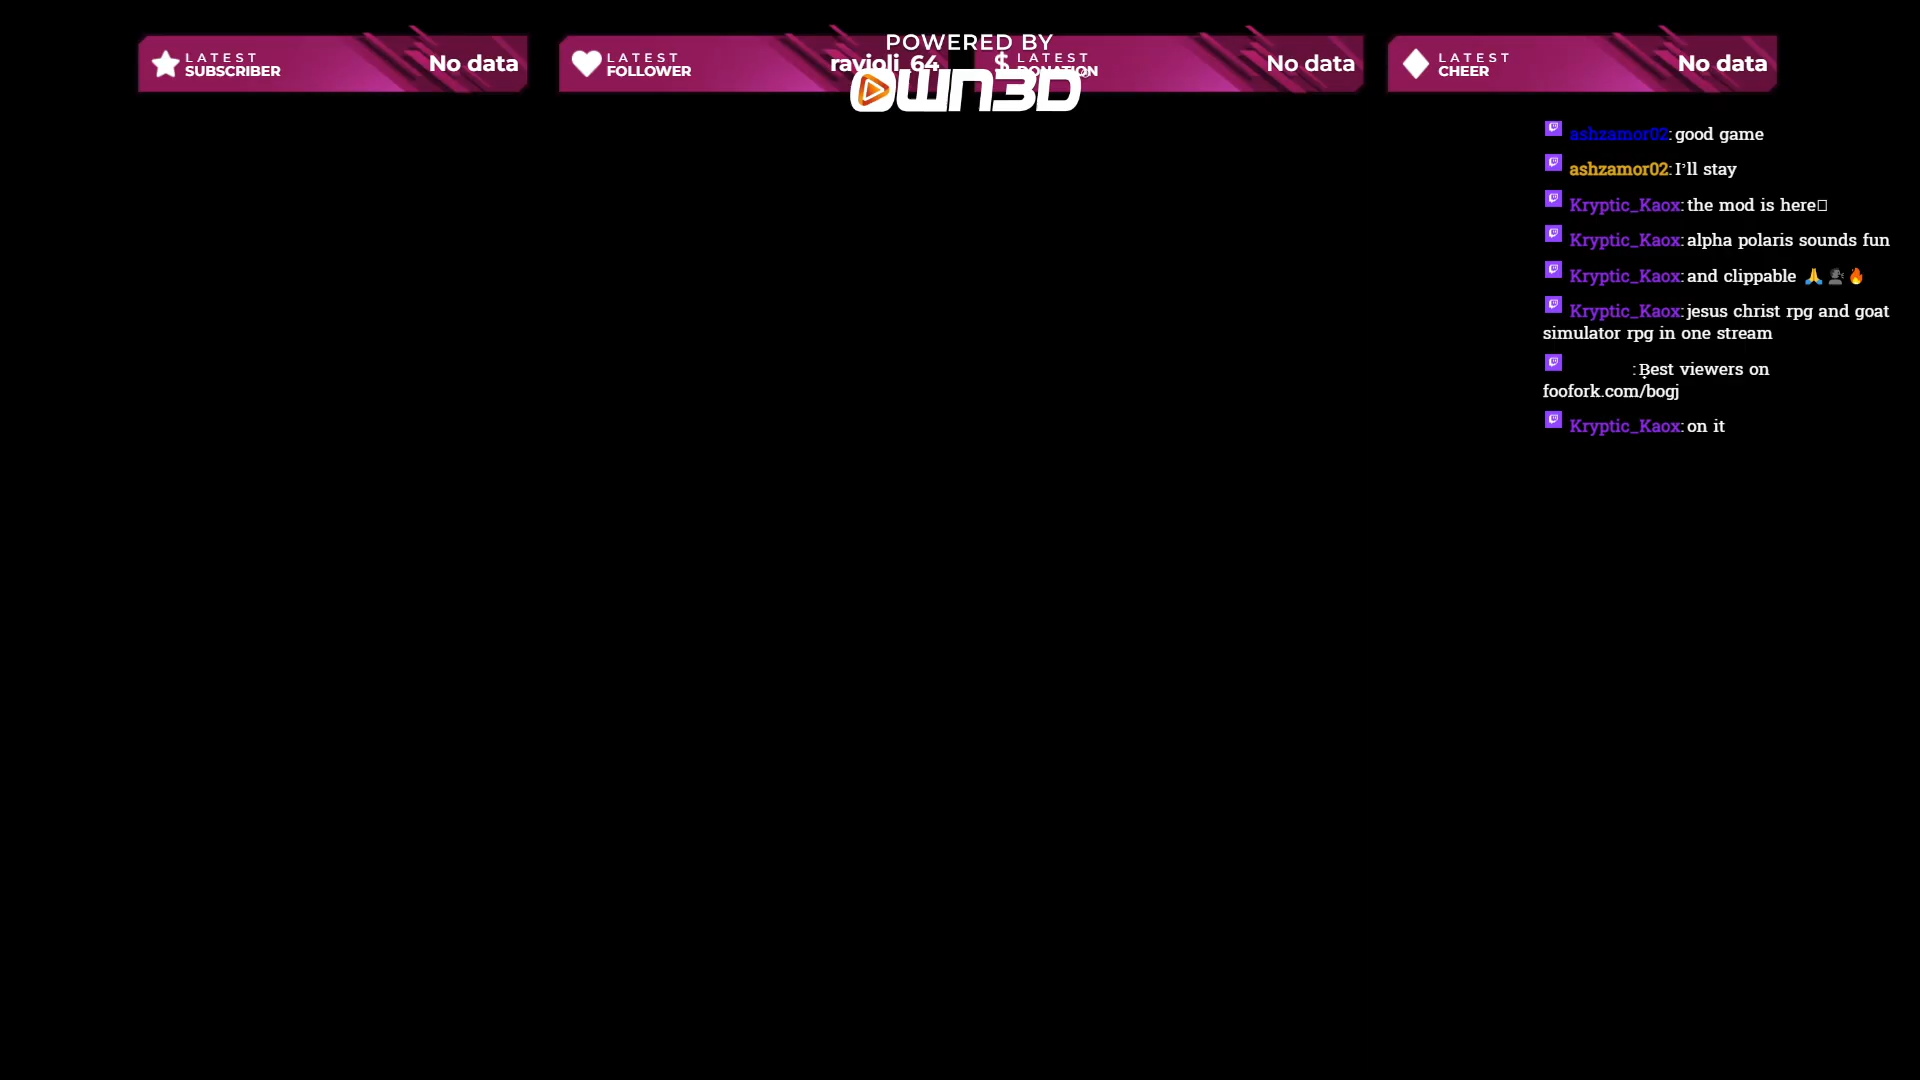 POWERED BY
OWN3D
LATEST
SUBSCRIBER
No data
LATEST
FOLLOWER
ravioli_64
$ LATEST
DONATION
No data
LATEST
CHEER
No data
ashzamor02: good game
ashzamor02: I'll stay
Kryptic_Kaox: the mod is here
Kryptic_Kaox: alpha polaris sounds fun
Kryptic_Kaox: and clippable 🙏🗣🔥
Kryptic_Kaox: jesus christ rpg and goat
simulator rpg in one stream
: Ḅest viewers on
foofork.com/bogj
Kryptic_Kaox: on it